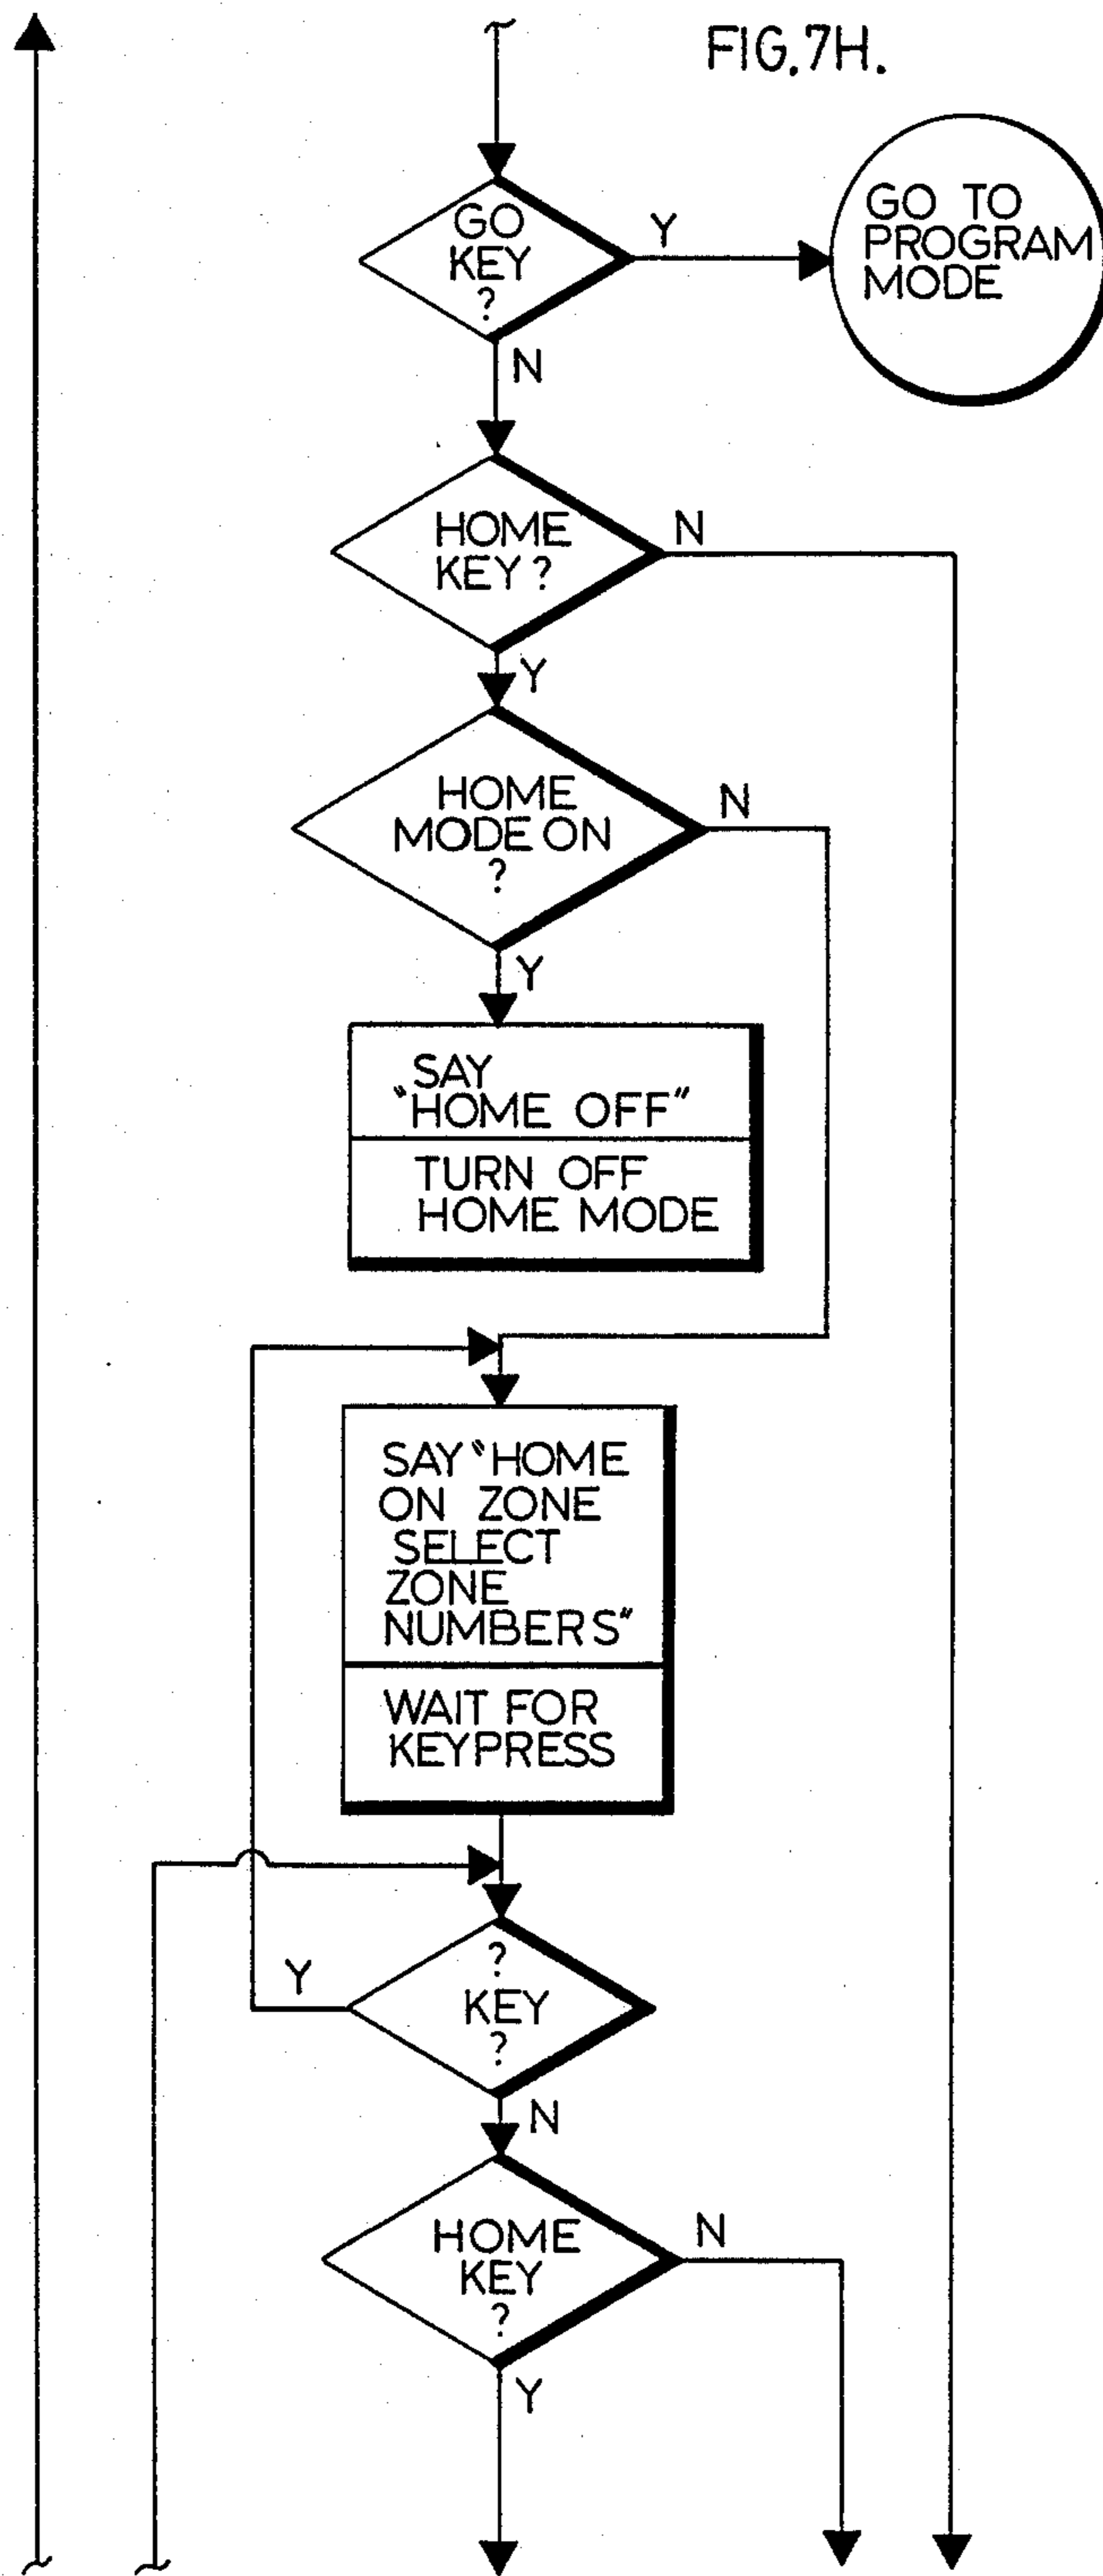 FIG. 7H.
GO
KEY
?
Y
GO TO
PROGRAM
MODE
N
HOME
KEY ?
N
Y
HOME
MODE ON
?
N
Y
SAY
"HOME OFF"
TURN OFF
HOME MODE
SAY "HOME
ON ZONE
SELECT
ZONE
NUMBERS"
WAIT FOR
KEYPRESS
?
KEY
?
Y
N
HOME
KEY
?
N
Y